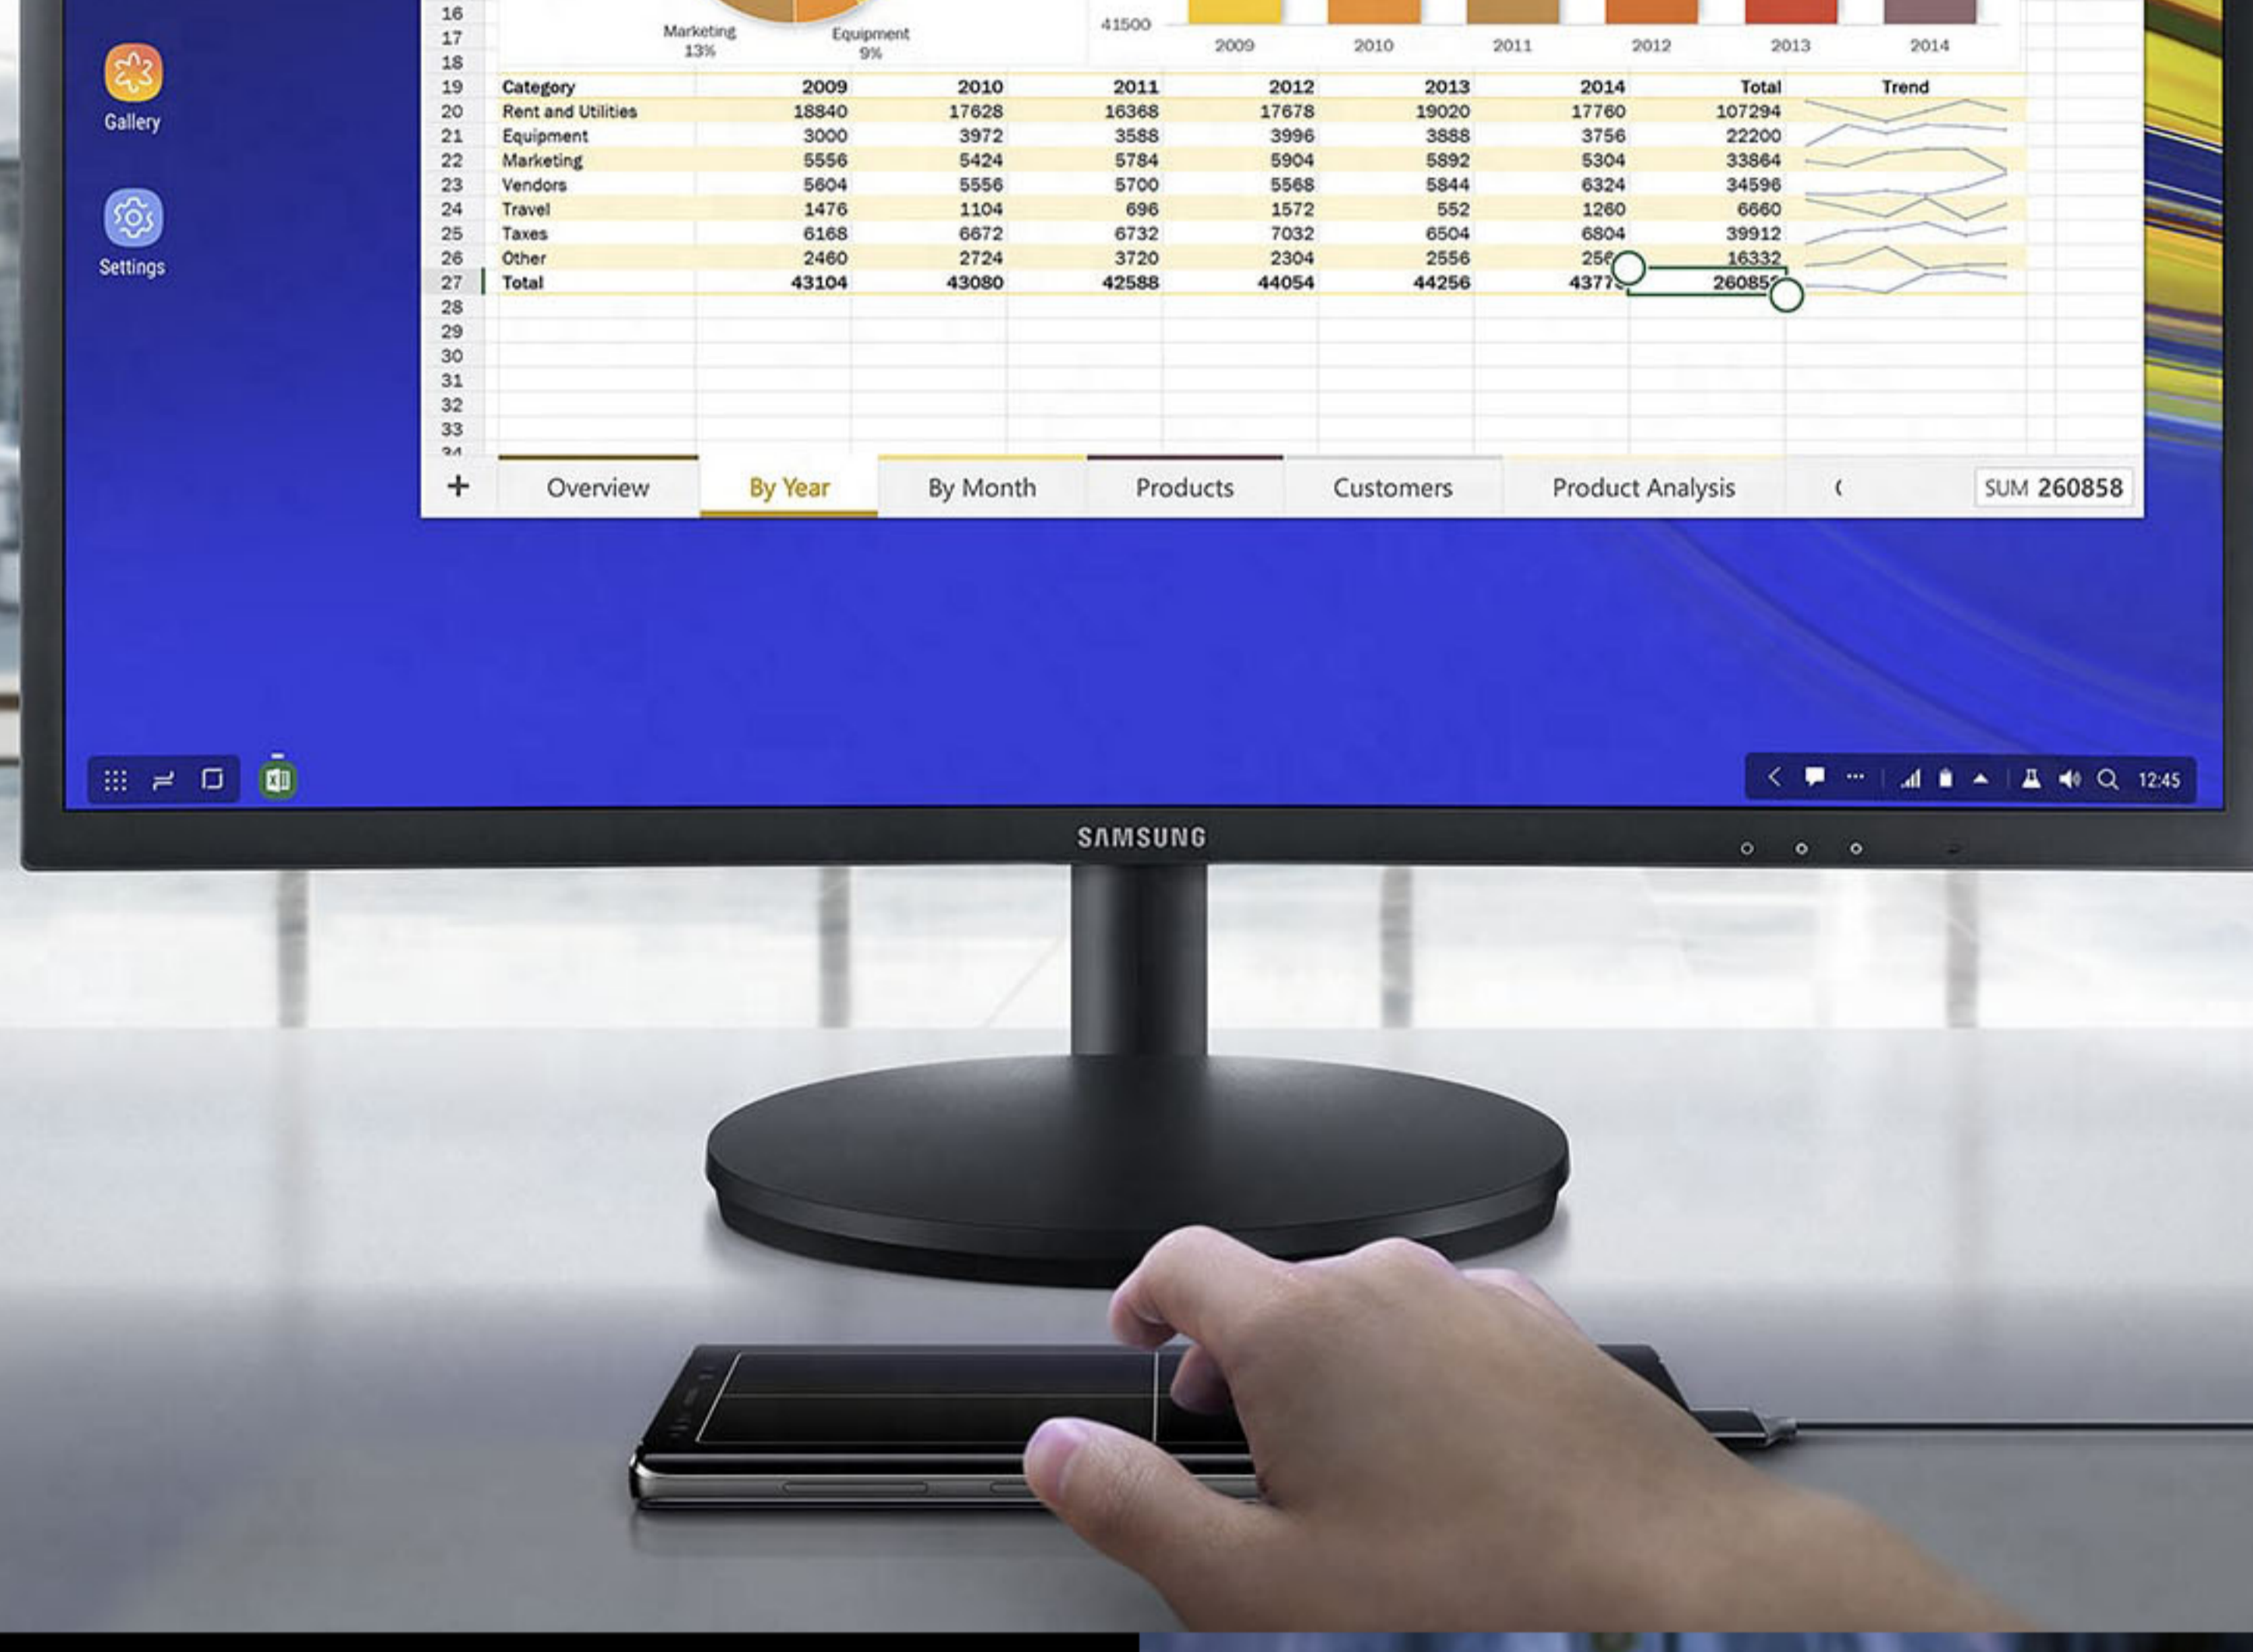 16
17
18
Marketing
13%
Equipment
9%
41500
2009 2010 2011 2012 2013 2014
Gallery
Settings
19 Category 2009 2010 2011 2012 2013 2014 Total Trend
20 Rent and Utilities 18840 17628 16368 17678 19020 17760 107294
21 Equipment 3000 3972 3588 3996 3888 3756 22200
22 Marketing 5556 5424 5784 5904 5892 5304 33864
23 Vendors 5604 5556 5700 5568 5844 6324 34596
24 Travel 1476 1104 696 1572 552 1260 6660
25 Taxes 6168 6672 6732 7032 6504 6804 39912
26 Other 2460 2724 3720 2304 2556 16332
27 Total 43104 43080 42588 44054 44256
28
29
30
31
32
33
34
+ Overview By Year By Month Products Customers Product Analysis SUM 260858
12:45
SAMSUNG